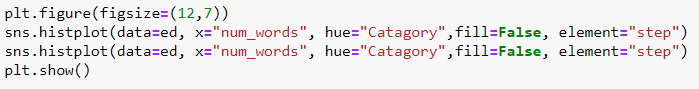 plt.figure(figsize=(12,7))
sns.histplot(data=ed, x="num_words", hue="Catagory",fill=False, element="step")
sns.histplot(data=ed, x="num_words", hue="Catagory",fill=False, element="step")
plt.show()